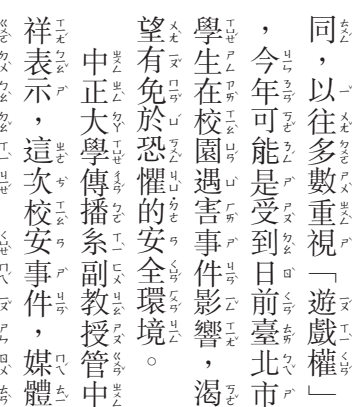 同，以往多數重視「遊戲權」
，今年可能是受到日前臺北市
學生在校園遇害事件影響，渴
望有免於恐懼的安全環境。
中正大學傳播系副教授管中
祥表示，這次校安事件，媒體